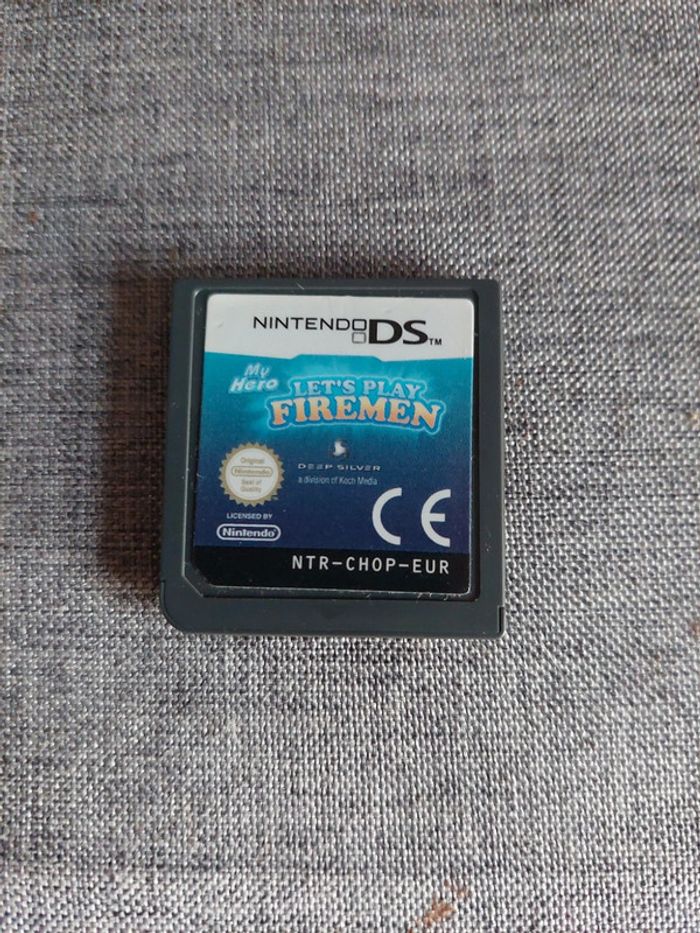 NINTENDO DS TM
My
Hero
LET'S PLAY
FIREMEN
DEEP SILVER
a division of Koch Media
Original
Nintendo
Seal of
Quality
LICENSED BY
Nintendo
CE
NTR-CHOP-EUR